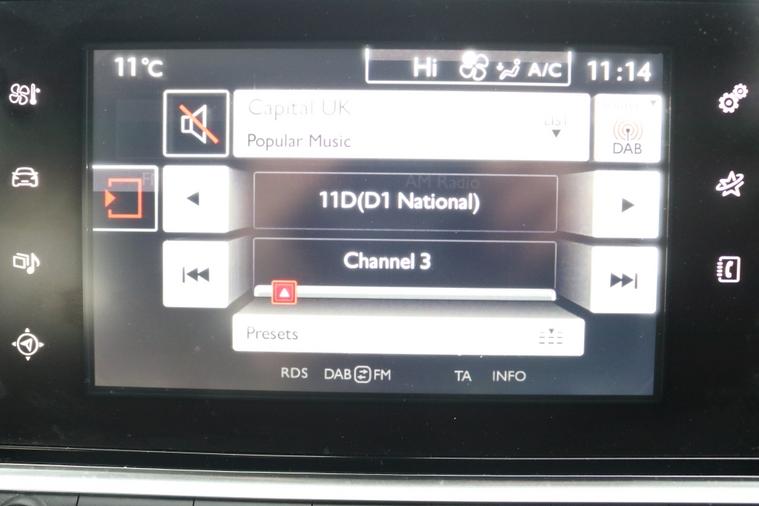 11°C Hi A/C 11:14
Capital UK
LIST
Popular Music
DAB
AM Radio
11D(D1 National)
Channel 3
Presets
RDS DAB FM TA INFO